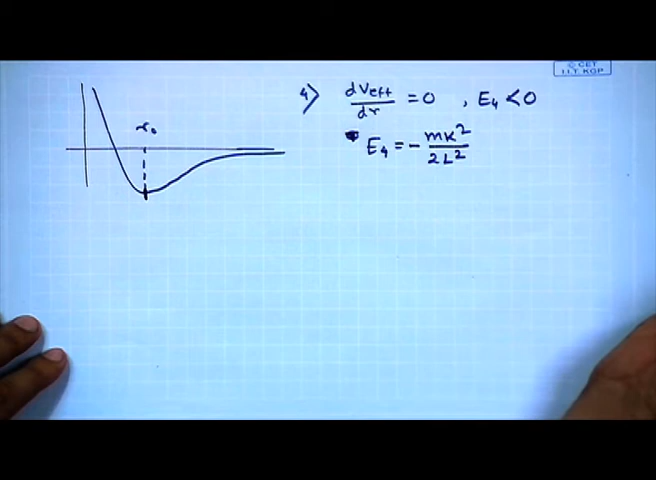 © CET
I.I.T. KGP
4) dVeff/dr = 0 , E₄ < 0
r₀
E₄ = - mK²/2L²